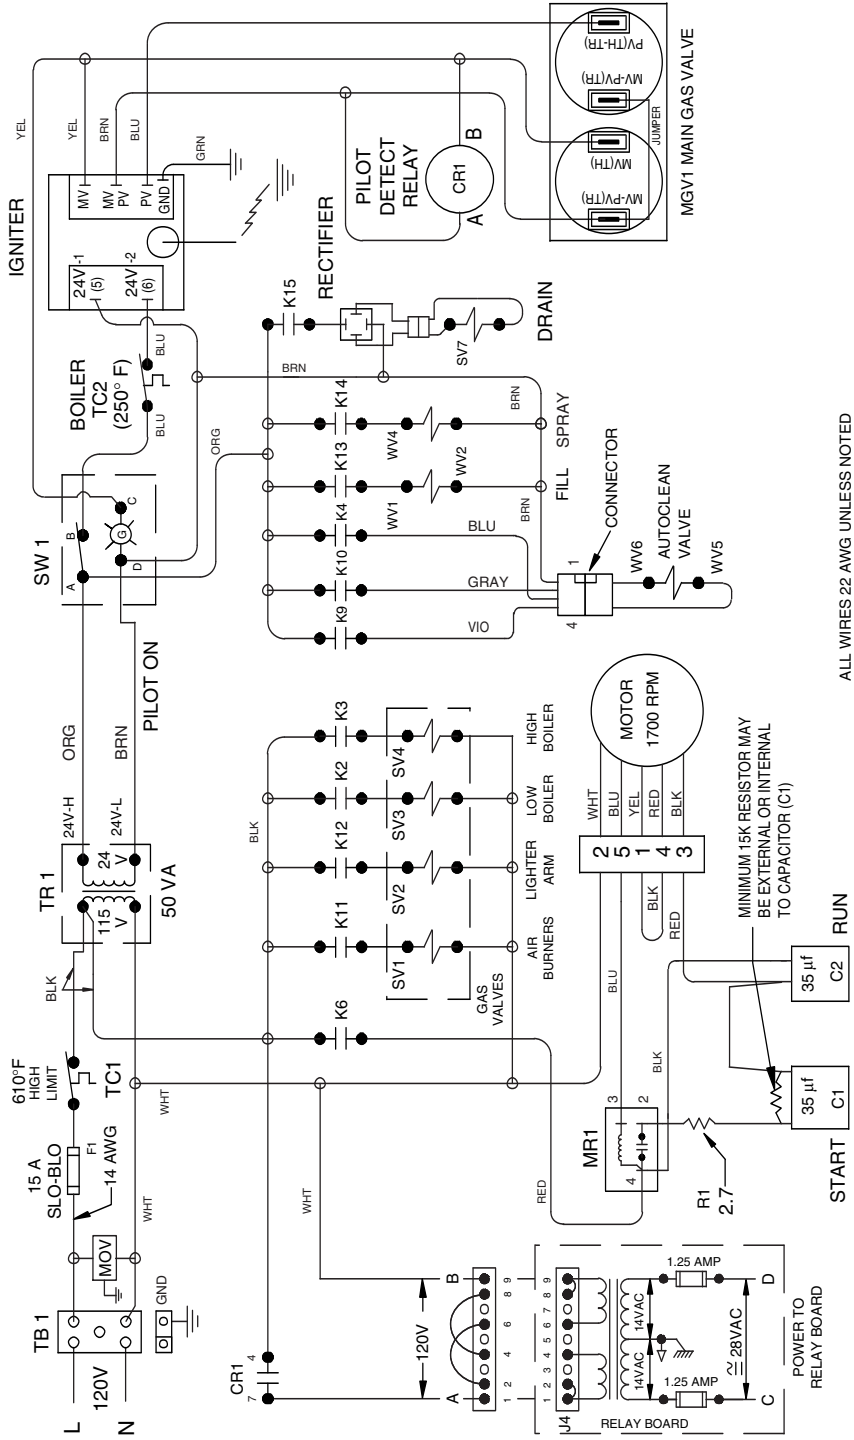 L
N
120V
TB 1
MOV
GND
WHT
14 AWG
15 A
SLO-BLO
F1
610°F
HIGH
LIMIT
TC1
WHT
BLK
TR 1
115
V
24
V
50 VA
24V-H
24V-L
ORG
BRN
PILOT ON
SW 1
A
B
C
D
G
BOILER
TC2
(250° F)
BLU
BLU
ORG
IGNITER
24V
-1
(5)
24V
-2
(6)
MV
MV
PV
PV
GND
YEL
YEL
BRN
BLU
GRN
CR1
7
4
BLK
K6
K11
K12
K2
K3
SV1
SV2
SV3
SV4
GAS
VALVES
AIR
BURNERS
LIGHTER
ARM
LOW
BOILER
HIGH
BOILER
K9
K10
K4
K13
K14
K15
BRN
VIO
GRAY
BLU
WV1
WV2
WV4
FILL
SPRAY
BRN
BRN
RECTIFIER
SV7
DRAIN
PILOT
DETECT
RELAY
CR1
A
B
4
1
CONNECTOR
WV6
AUTOCLEAN
VALVE
WV5
PV(TH-TR)
MV-PV(TR)
MV(TH)
MV-PV(TR)
JUMPER
MGV1 MAIN GAS VALVE
WHT
RED
120V
A
B
1
2
4
6
8
9
J4
1
2
3
4
5
6
7
8
9
RELAY BOARD
14VAC
14VAC
1.25 AMP
1.25 AMP
≅ 28VAC
C
D
POWER TO
RELAY BOARD
MR1
3
2
4
R1
2.7
BLU
BLK
BLK
RED
2
5
1
4
3
WHT
BLU
YEL
RED
BLK
MOTOR
1700 RPM
MINIMUM 15K RESISTOR MAY
BE EXTERNAL OR INTERNAL
TO CAPACITOR (C1)
35 µf
C1
START
35 µf
C2
RUN
ALL WIRES 22 AWG UNLESS NOTED